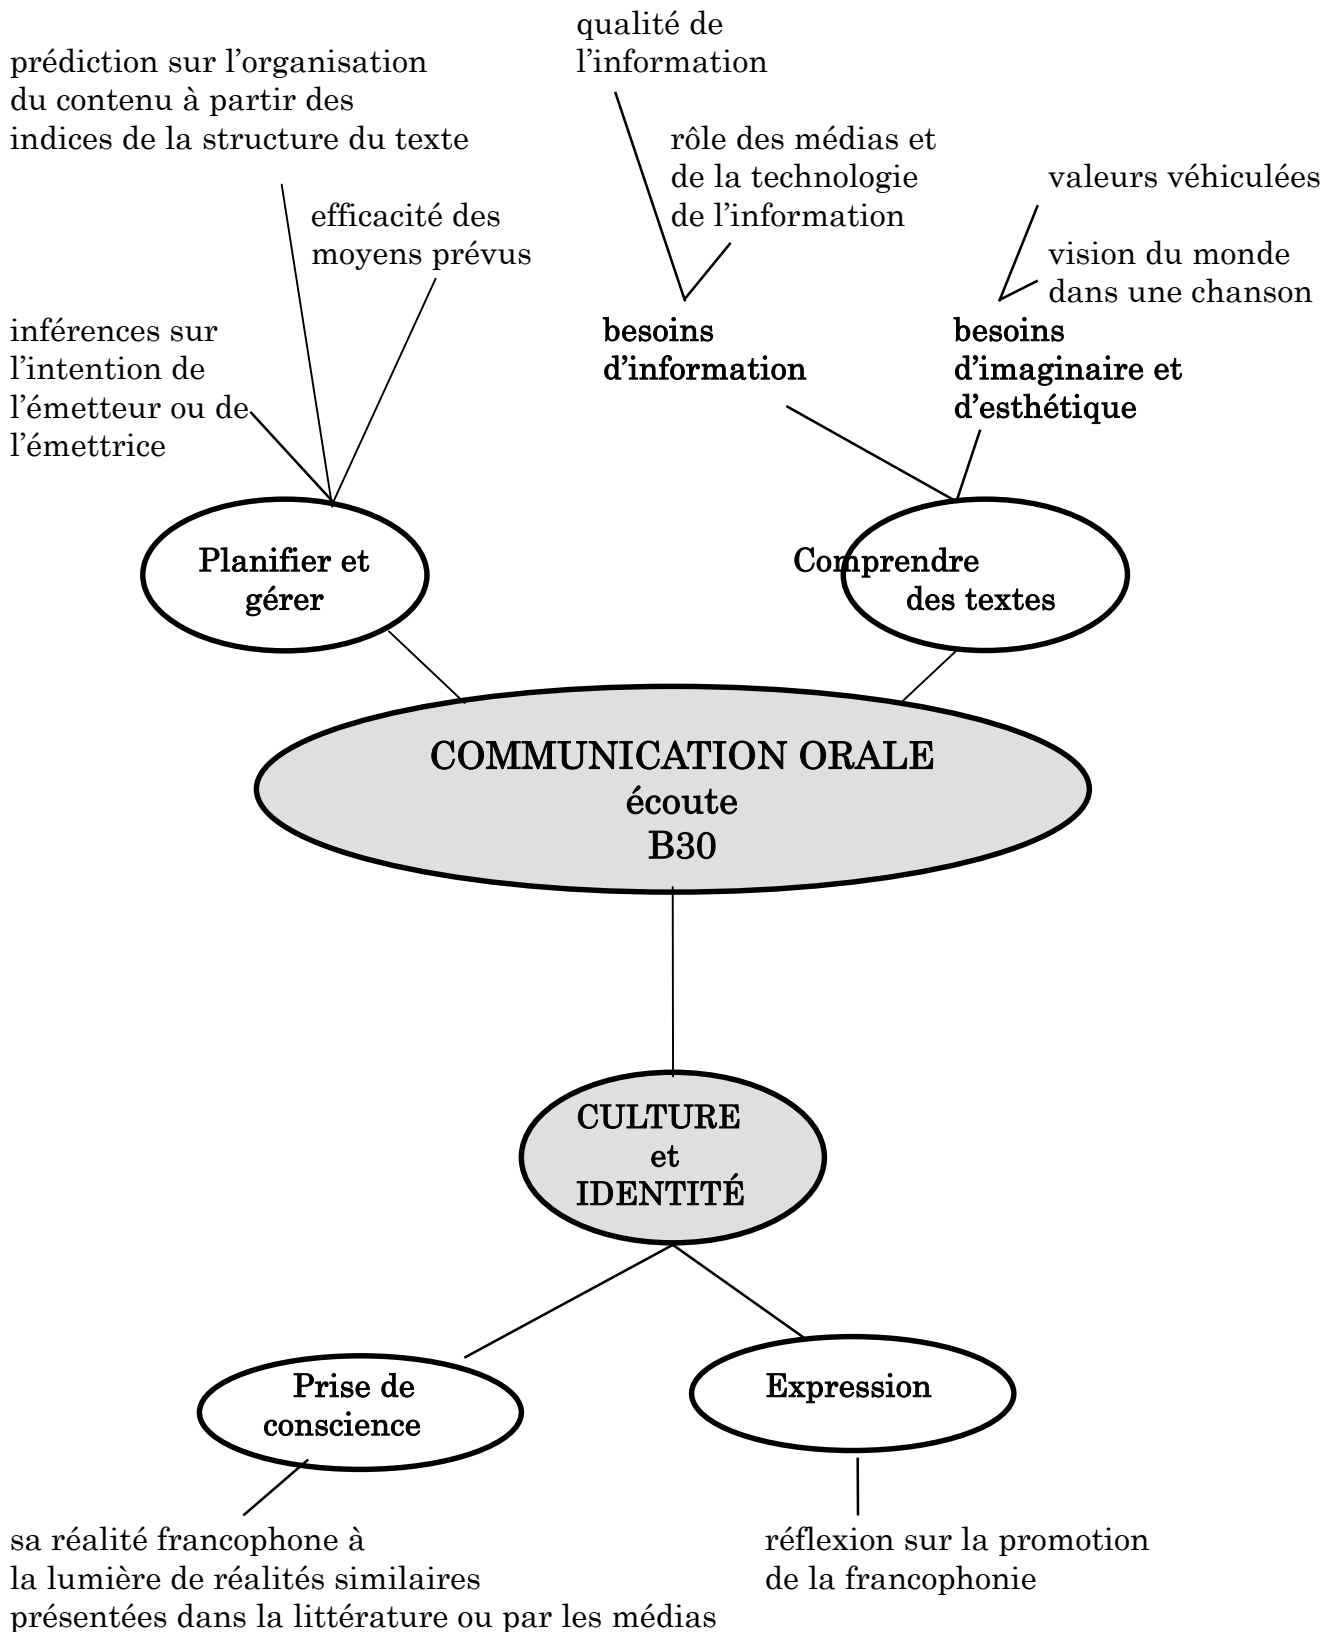 qualité de
l’information
prédiction sur l’organisation
du contenu à partir des
indices de la structure du texte
rôle des médias et
de la technologie
de l’information
valeurs véhiculées
efficacité des
moyens prévus
vision du monde
dans une chanson
inférences sur
l’intention de
l’émetteur ou de
l’émettrice
besoins
d’information
besoins
d’imaginaire et
d’esthétique
Planifier et
gérer
Comprendre
des textes
COMMUNICATION ORALE
écoute
B30
CULTURE
et
IDENTITÉ
Prise de
conscience
Expression
sa réalité francophone à
la lumière de réalités similaires
présentées dans la littérature ou par les médias
réflexion sur la promotion
de la francophonie